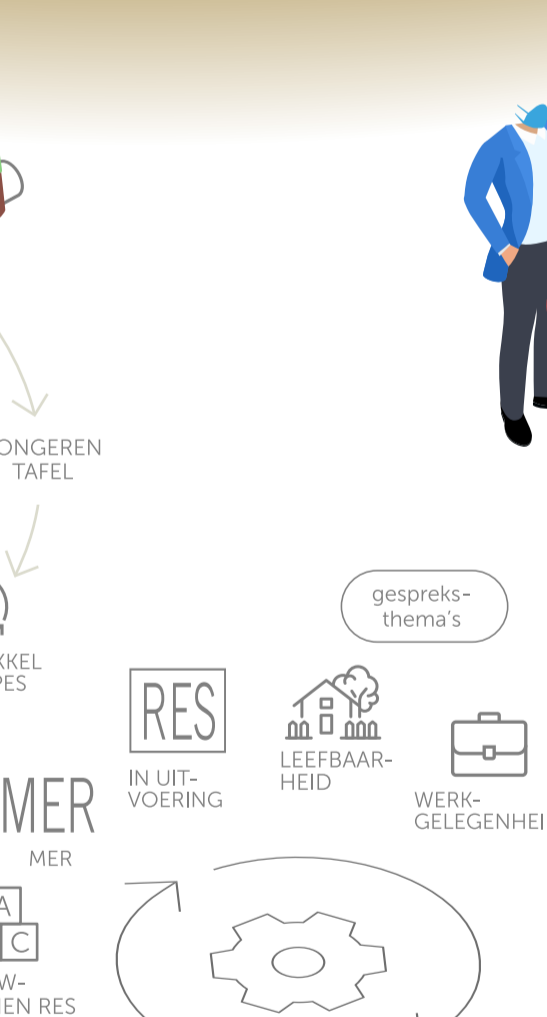 ONGEREN
TAFEL
gespreks-
thema's
KKEL
PES
RES
IN UIT-
VOERING
LEEFBAAR-
HEID
WERK-
GELEGENHEI
MER
MER
A
C
W-
EN RES